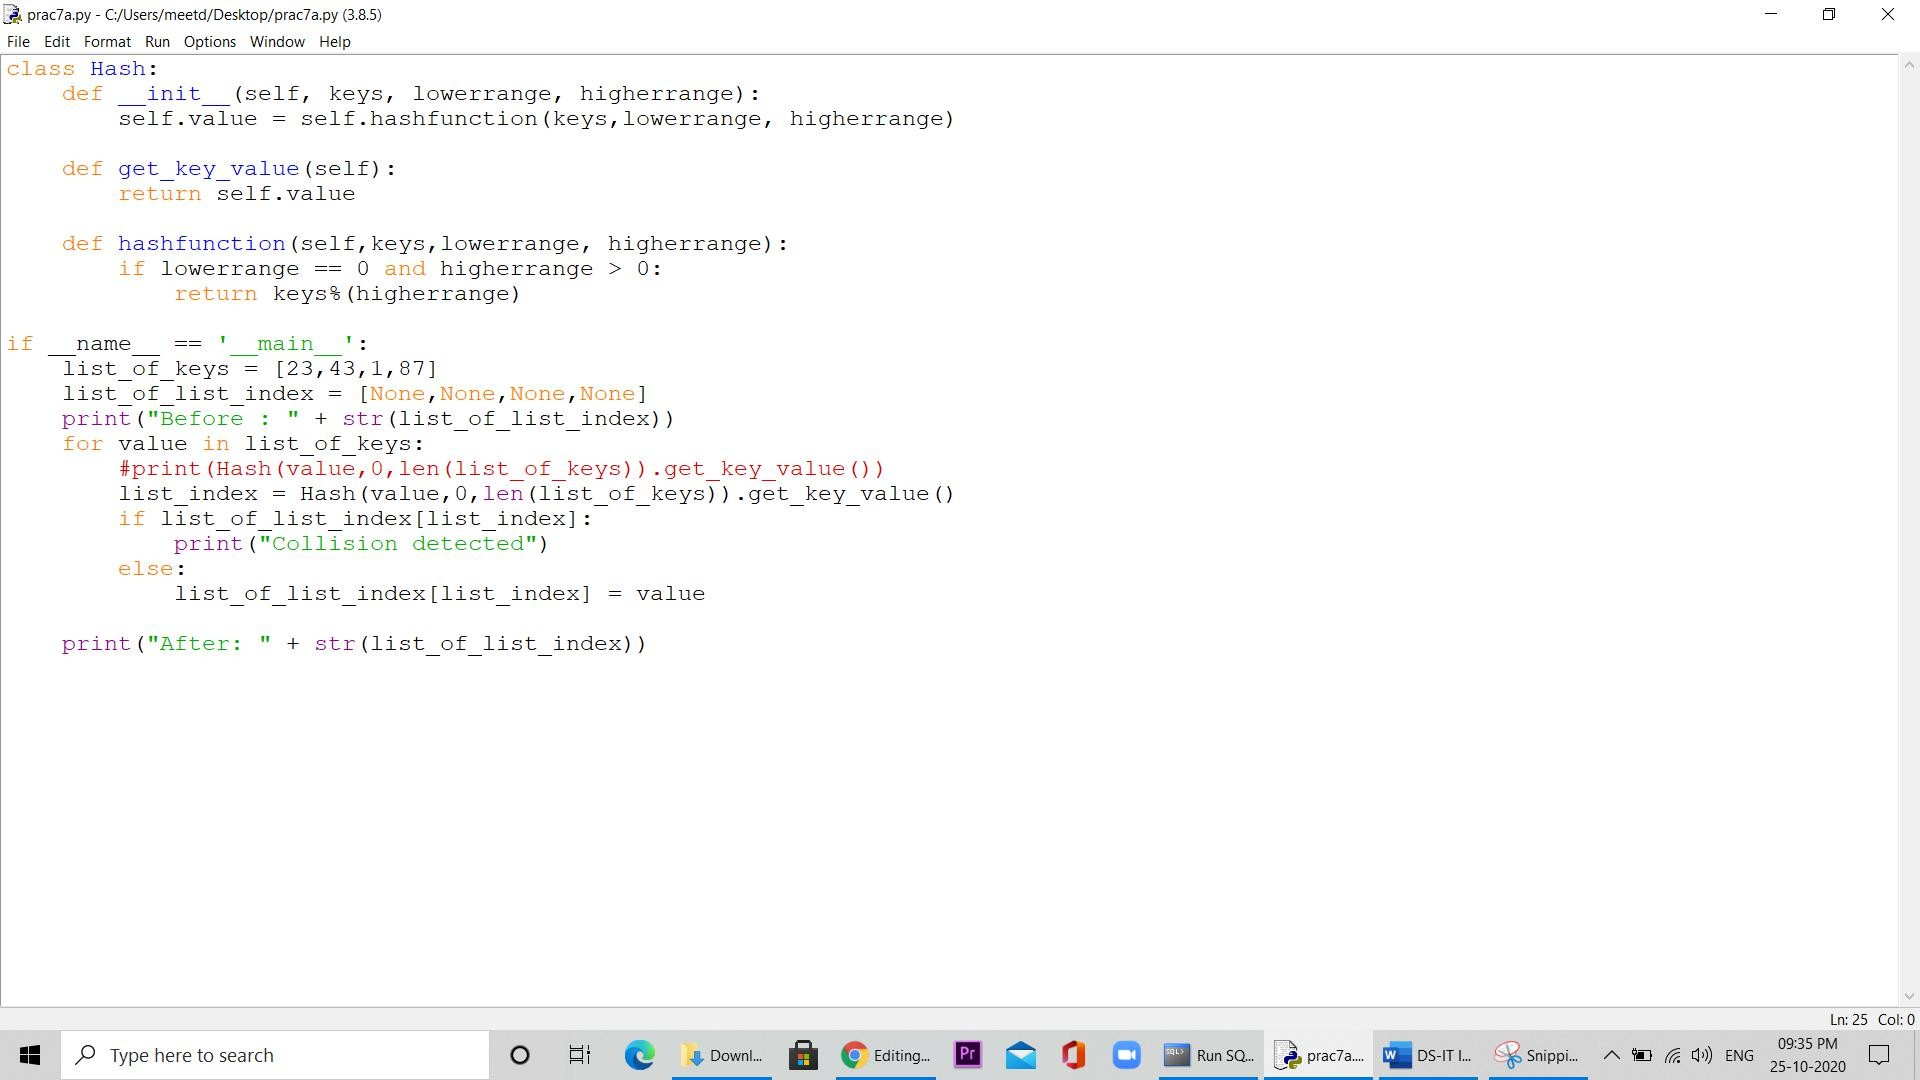 prac7a.py - C:/Users/meetd/Desktop/prac7a.py (3.8.5)
File Edit Format Run Options Window Help
class Hash:
    def __init__(self, keys, lowerrange, higherrange):
        self.value = self.hashfunction(keys,lowerrange, higherrange)

    def get_key_value(self):
        return self.value

    def hashfunction(self,keys,lowerrange, higherrange):
        if lowerrange == 0 and higherrange > 0:
            return keys%(higherrange)

if __name__ == '__main__':
    list_of_keys = [23,43,1,87]
    list_of_list_index = [None,None,None,None]
    print("Before : " + str(list_of_list_index))
    for value in list_of_keys:
        #print(Hash(value,0,len(list_of_keys)).get_key_value())
        list_index = Hash(value,0,len(list_of_keys)).get_key_value()
        if list_of_list_index[list_index]:
            print("Collision detected")
        else:
            list_of_list_index[list_index] = value

    print("After: " + str(list_of_list_index))
Ln: 25 Col: 0
Type here to search
Downl...
Editing...
Pr
SQL>
Run SQ...
prac7a....
W
DS-IT I...
Snippi...
ENG
09:35 PM
25-10-2020